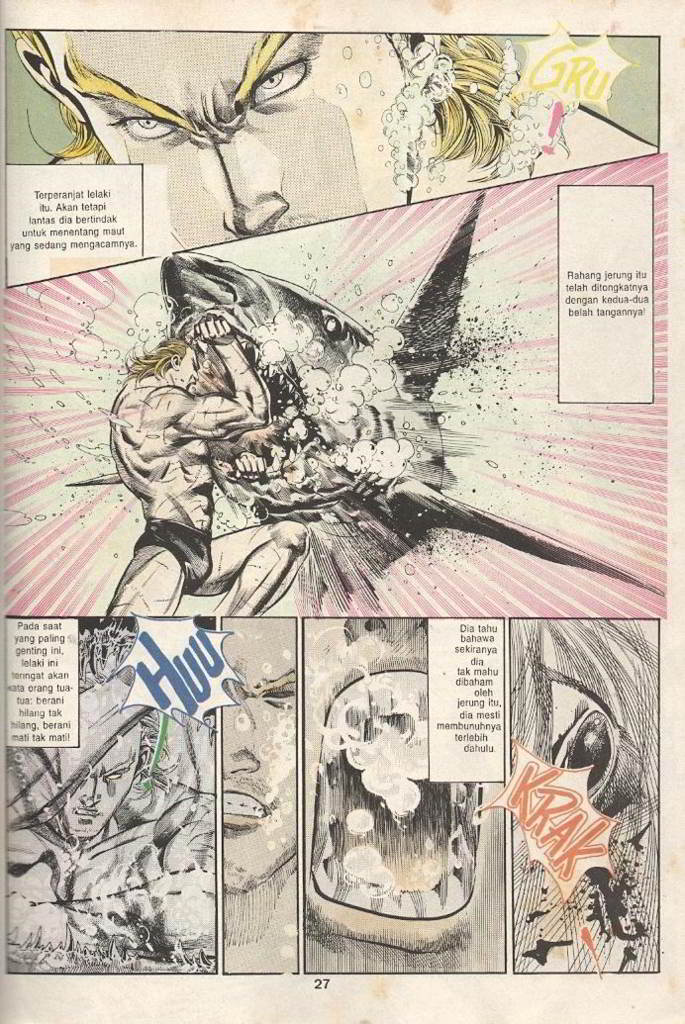 GRU
!
Terperanjat lelaki
itu. Akan tetapi
lantas dia bertindak
untuk menentang maut
yang sedang mengacamnya.
Rahang jerung itu
telah ditongkatnya
dengan kedua-dua
belah tangannya!
Pada saat
yang paling
genting ini,
lelaki ini
teringat akan
kata orang tua-
tua: berani
hilang tak
hilang, berani
mati tak mati!
HUU
!
Dia tahu
bahawa
sekiranya
dia
tak mahu
dibaham
oleh
jerung itu,
dia mesti
membunuhnya
terlebih
dahulu.
KRAK
!
27